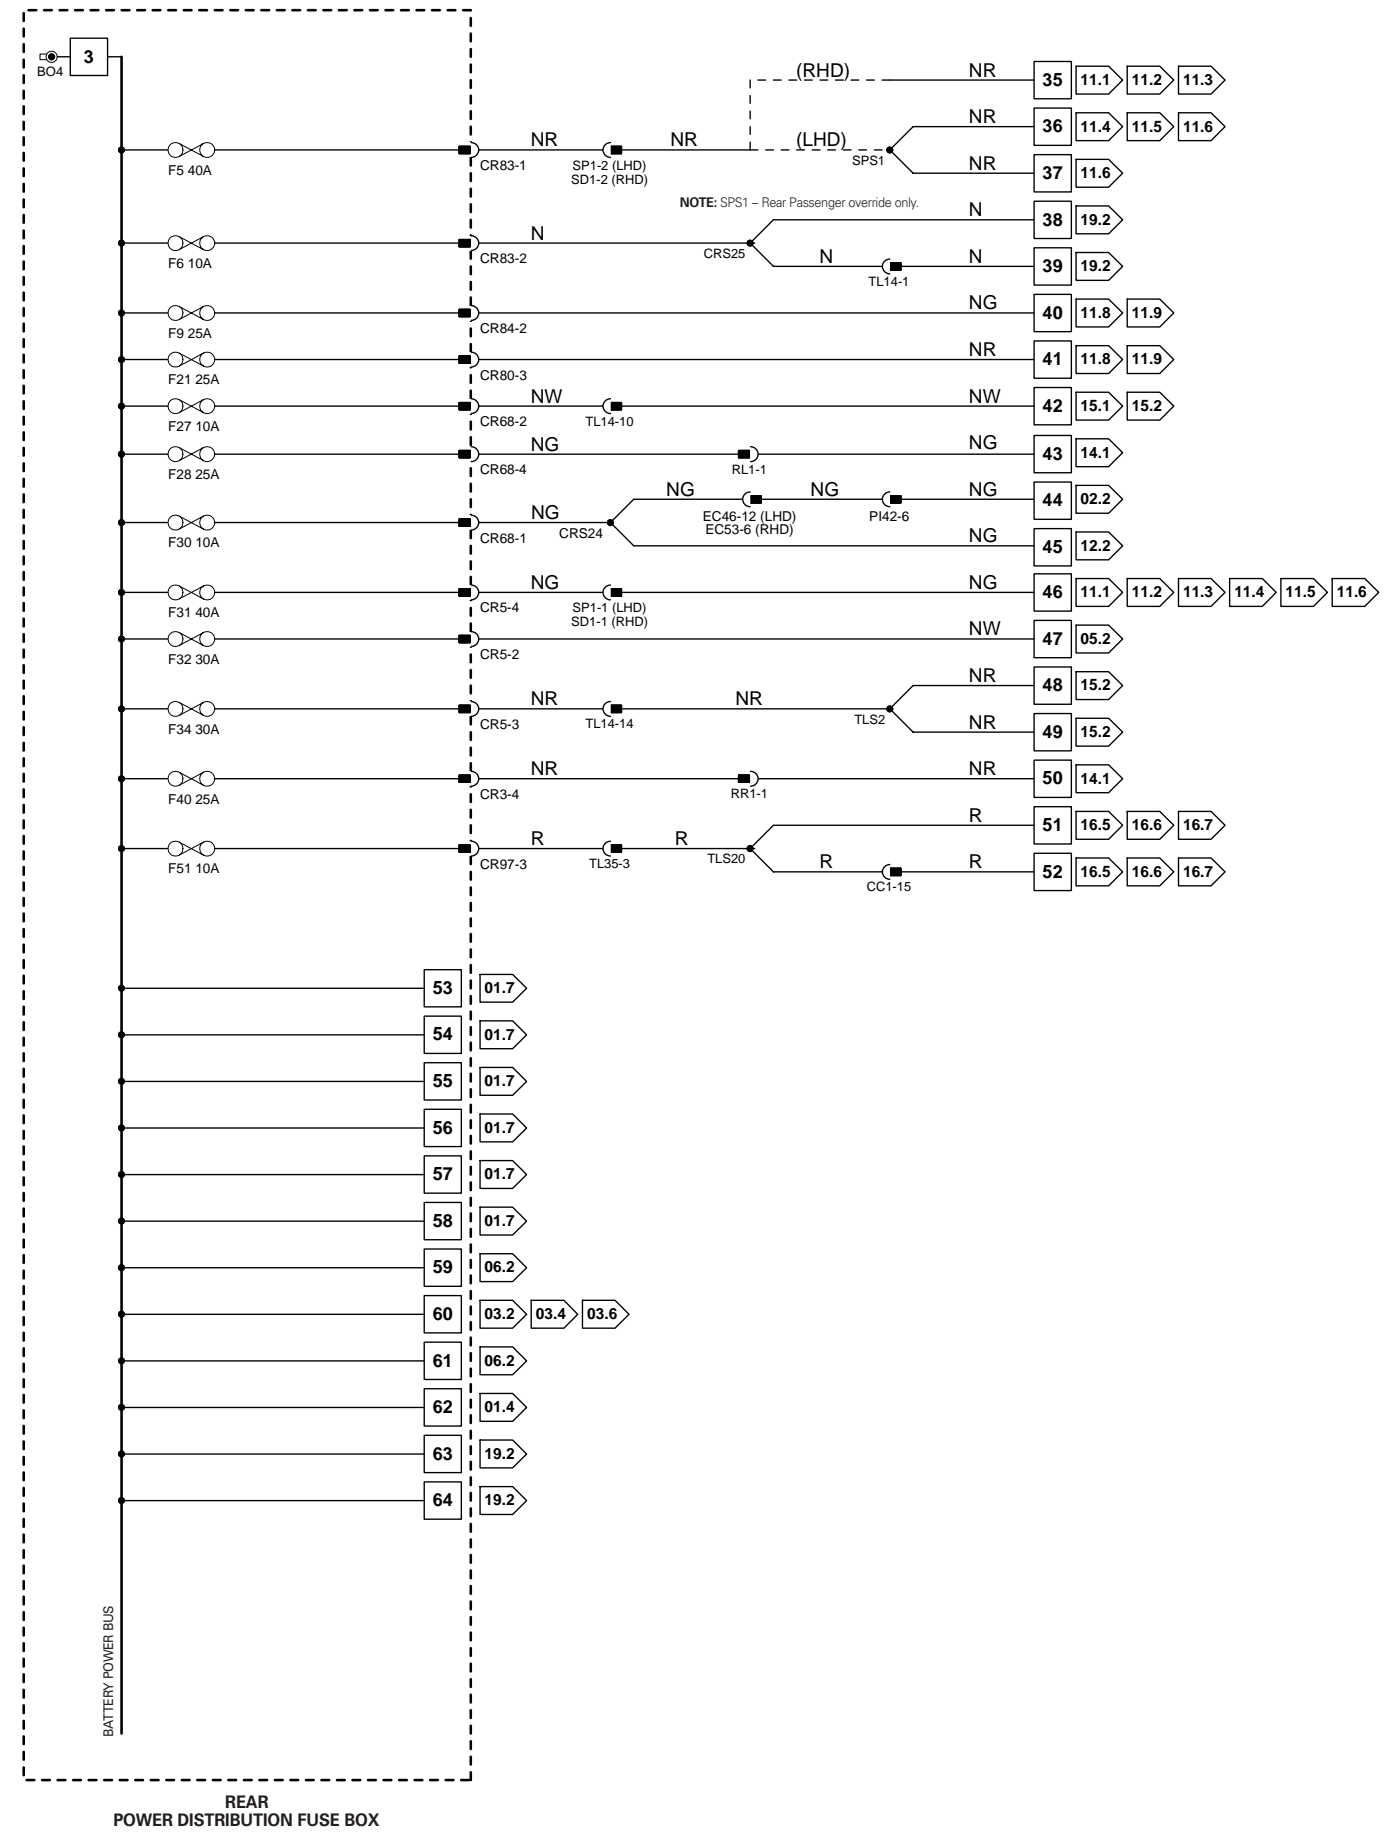 3
BO4
(RHD) NR 35 11.1 11.2 11.3
NR 36 11.4 11.5 11.6
F5 40A CR83-1 NR SP1-2 (LHD) NR (LHD) SPS1
SD1-2 (RHD)
NR 37 11.6
NOTE: SPS1 – Rear Passenger override only.
N 38 19.2
F6 10A CR83-2 N CRS25
N TL14-1 N 39 19.2
F9 25A CR84-2 NG 40 11.8 11.9
F21 25A CR80-3 NR 41 11.8 11.9
F27 10A CR68-2 NW TL14-10 NW 42 15.1 15.2
F28 25A CR68-4 NG RL1-1 NG 43 14.1
NG EC46-12 (LHD) NG PI42-6 NG 44 02.2
EC53-6 (RHD)
F30 10A CR68-1 NG CRS24
NG 45 12.2
F31 40A CR5-4 NG SP1-1 (LHD) NG 46 11.1 11.2 11.3 11.4 11.5 11.6
SD1-1 (RHD)
F32 30A CR5-2 NW 47 05.2
NR 48 15.2
F34 30A CR5-3 NR TL14-14 NR TLS2
NR 49 15.2
F40 25A CR3-4 NR RR1-1 NR 50 14.1
R 51 16.5 16.6 16.7
F51 10A CR97-3 R TL35-3 R TLS20
R CC1-15 R 52 16.5 16.6 16.7
53 01.7
54 01.7
55 01.7
56 01.7
57 01.7
58 01.7
59 06.2
60 03.2 03.4 03.6
61 06.2
62 01.4
63 19.2
64 19.2
BATTERY POWER BUS
REAR
POWER DISTRIBUTION FUSE BOX